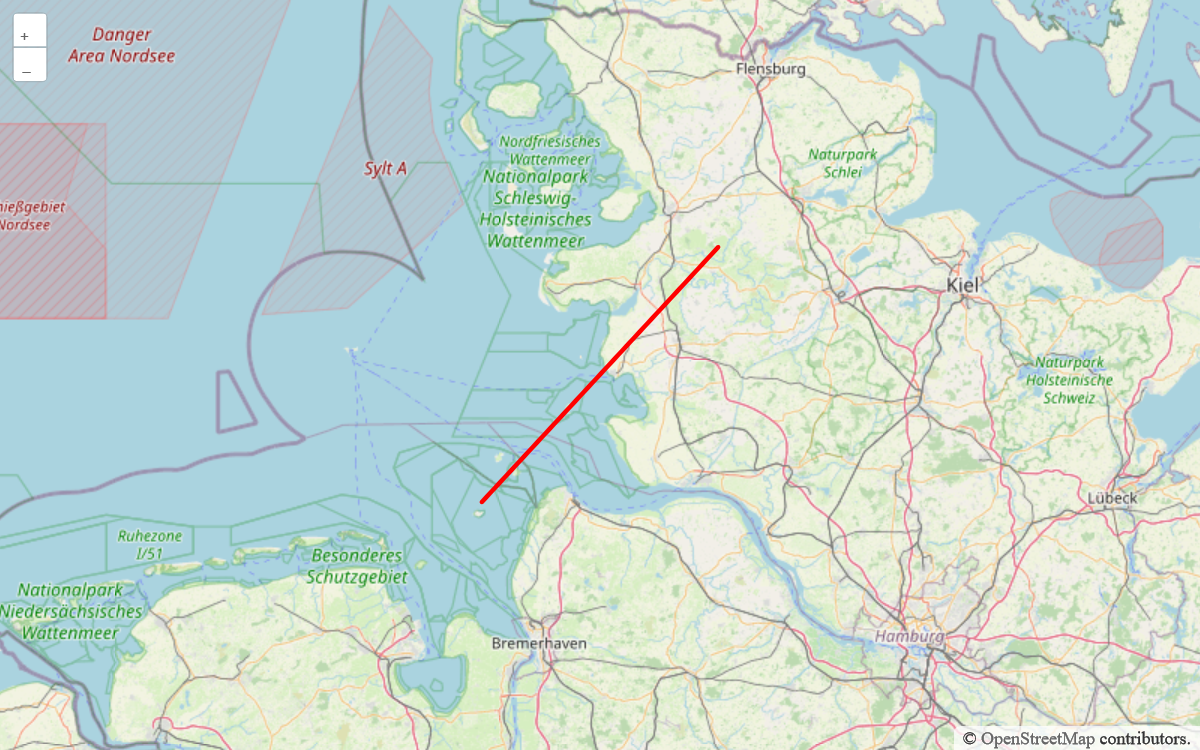 +
–
Danger
Area Nordsee
Flensburg
Nordfriesisches
Wattenmeer
Nationalpark
Schleswig-
Holsteinisches
Wattenmeer
Naturpark
Schlei
Sylt A
Nordsee
Kiel
Naturpark
Holsteinische
Schweiz
Lübeck
Ruhezone
I/51
Besonderes
Schutzgebiet
Nationalpark
Niedersächsisches
Wattenmeer
Bremerhaven
Hamburg
© OpenStreetMap contributors.